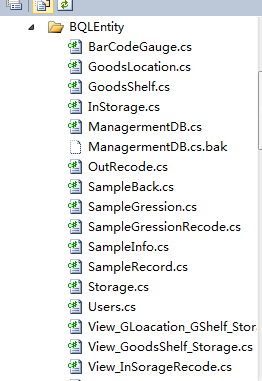 BQLEntity
BarCodeGauge.cs
GoodsLocation.cs
GoodsShelf.cs
InStorage.cs
ManagermentDB.cs
ManagermentDB.cs.bak
OutRecode.cs
SampleBack.cs
SampleGression.cs
SampleGressionRecode.cs
SampleInfo.cs
SampleRecord.cs
Storage.cs
Users.cs
View_GLoacation_GShelf_Stor
View_GoodsShelf_Storage.cs
View_InSorageRecode.cs